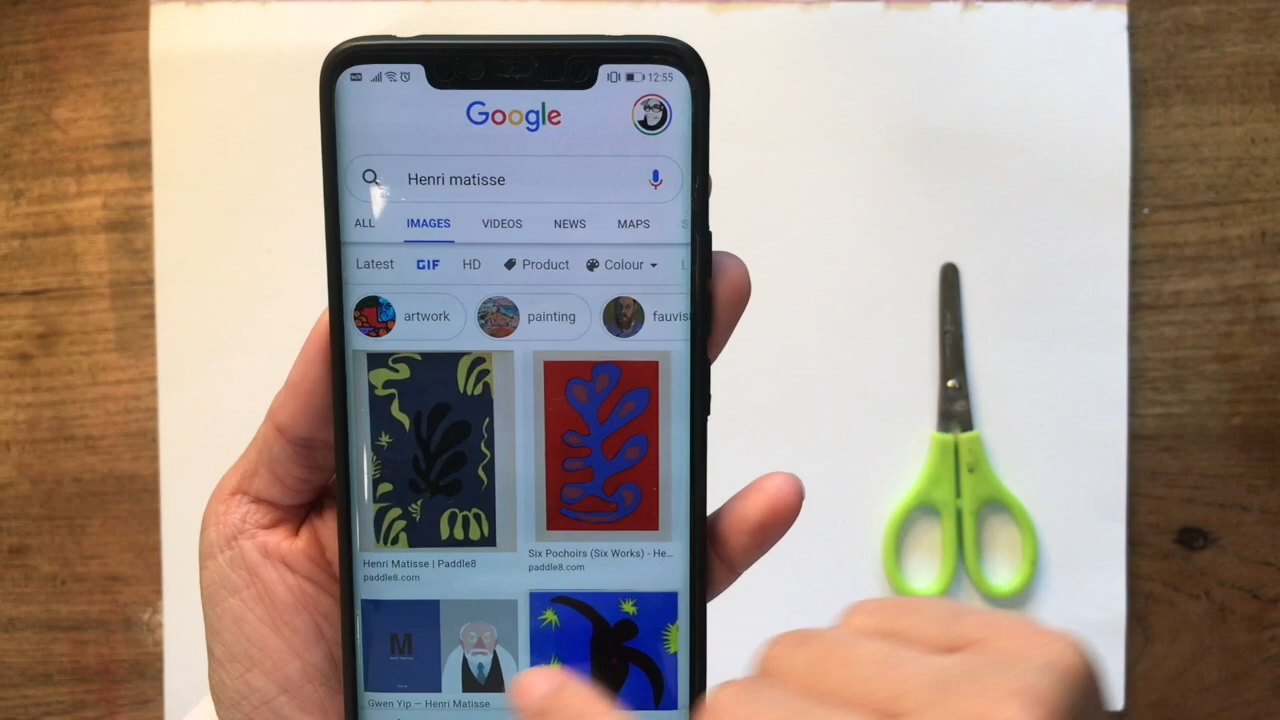 12:55
Google
Henri matisse
ALL IMAGES VIDEOS NEWS MAPS
Latest GIF HD Product Colour
artwork painting fauvis
Henri Matisse | Paddle8
paddle8.com
Six Pochoirs (Six Works) - He...
paddle8.com
M
Gwen Yip — Henri Matisse